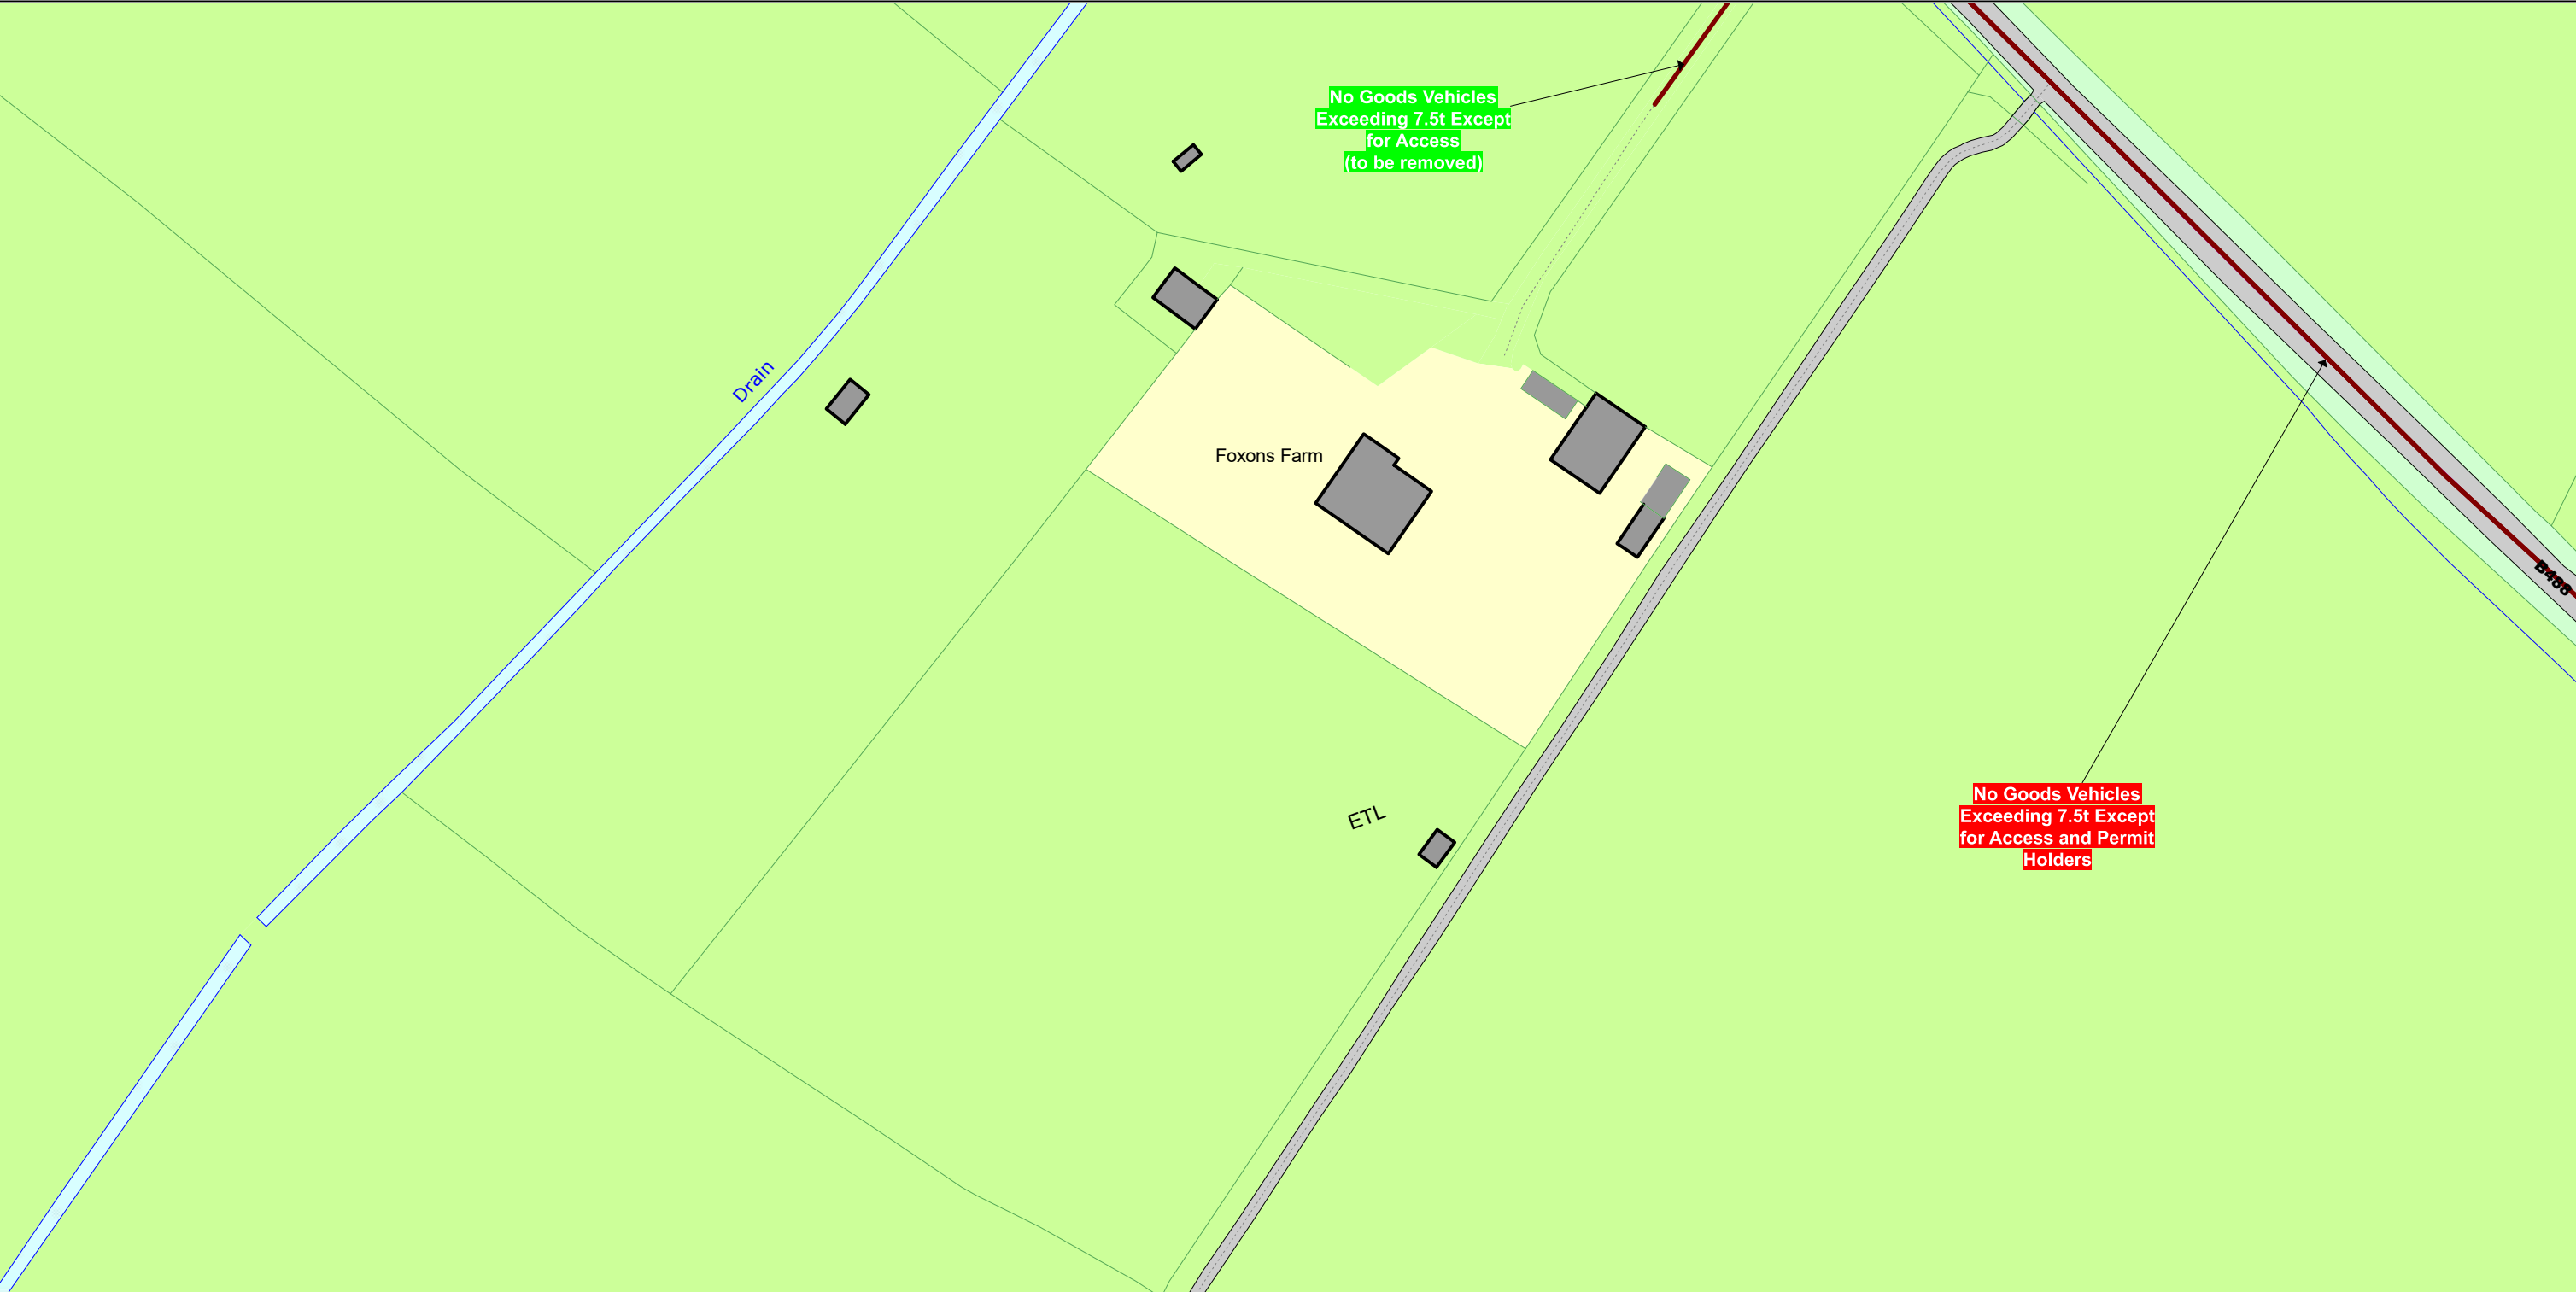 No Goods Vehicles
Exceeding 7.5t Except
for Access
(to be removed)
Drain
Foxons Farm
ETL
No Goods Vehicles
Exceeding 7.5t Except
for Access and Permit
Holders